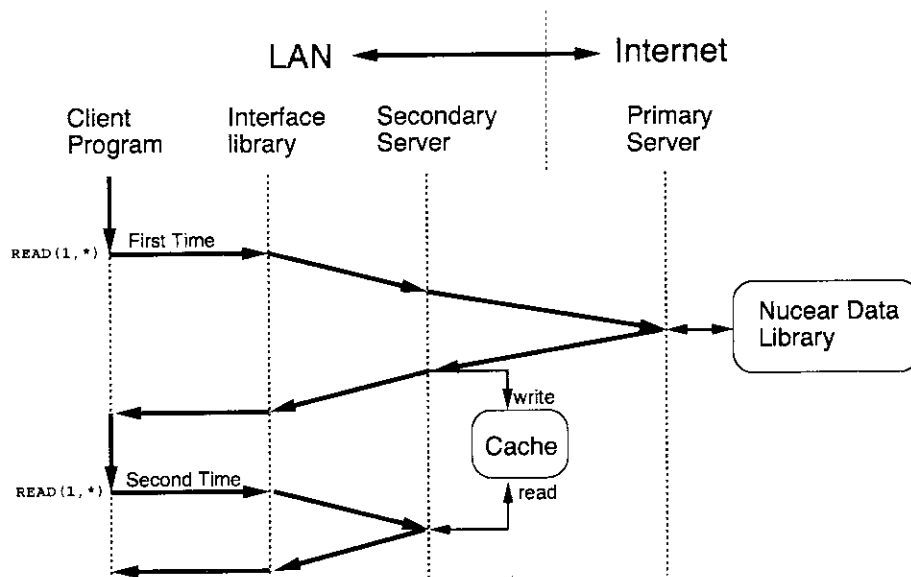 LAN
Internet
Client
Program
Interface
library
Secondary
Server
Primary
Server
READ(1,*)
First Time
Nucear Data
Library
write
Cache
READ(1,*)
Second Time
read